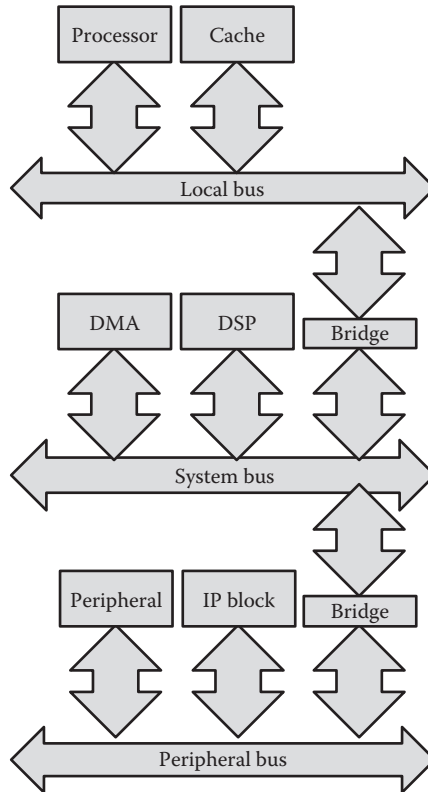 Processor
Cache
Local bus
DMA
DSP
Bridge
System bus
Peripheral
IP block
Bridge
Peripheral bus